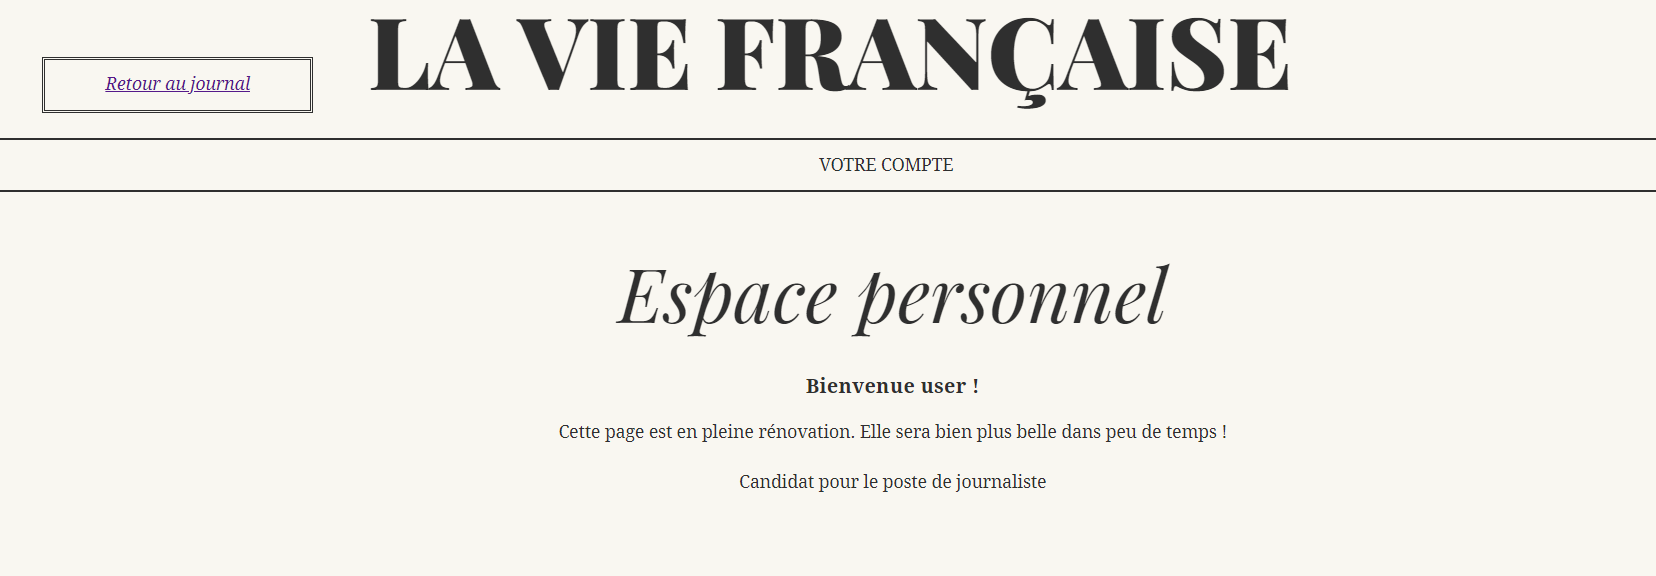 LA VIE FRANÇAISE
Retour au journal
VOTRE COMPTE
Espace personnel
Bienvenue user !
Cette page est en pleine rénovation. Elle sera bien plus belle dans peu de temps !
Candidat pour le poste de journaliste